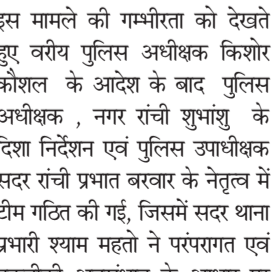 इस मामले की गम्भीरता को देखते
हुए वरीय पुलिस अधीक्षक किशोर
कौशल के आदेश के बाद पुलिस
अधीक्षक , नगर रांची शुभांशु के
दिशा निर्देशन एवं पुलिस उपाधीक्षक
सदर रांची प्रभात बरवार के नेतृत्व में
टीम गठित की गई, जिसमें सदर थाना
प्रभारी श्याम महतो ने परंपरागत एवं